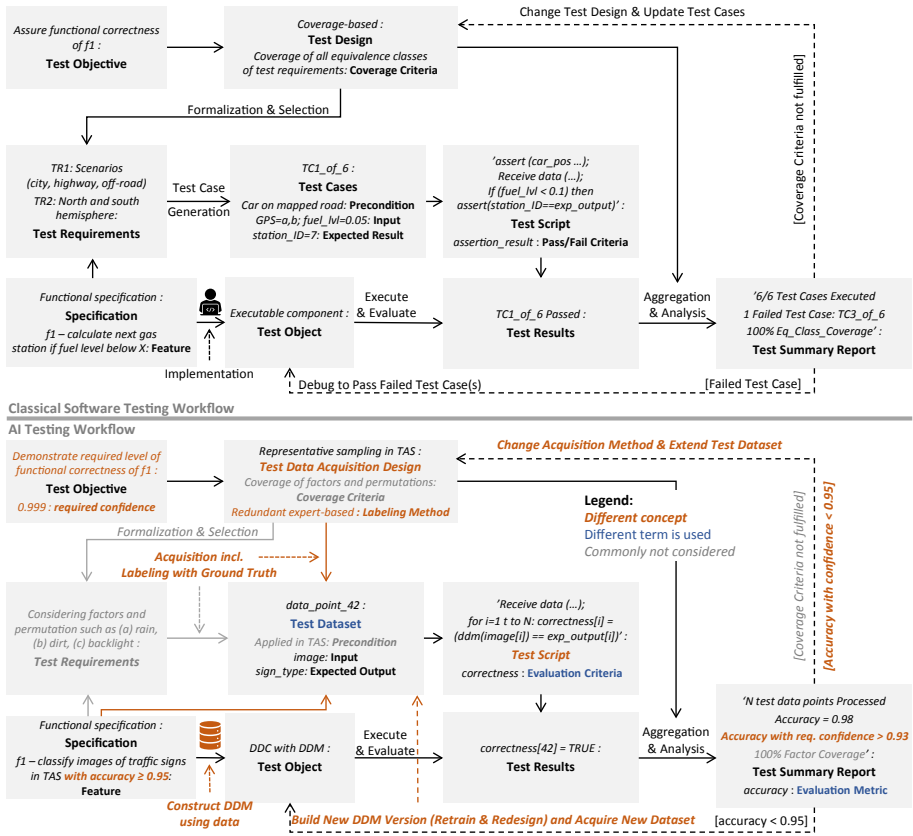 Change Test Design & Update Test Cases
Assure functional correctness
of f1 :
Test Objective
Coverage-based :
Test Design
Coverage of all equivalence classes
of test requirements: Coverage Criteria
[Coverage Criteria not fulfilled]
Formalization & Selection
TR1: Scenarios
(city, highway, off-road)
TR2: North and south
hemisphere:
Test Requirements
Test Case
Generation
TC1_of_6 :
Test Cases
Car on mapped road: Precondition
GPS=a,b; fuel_lvl=0.05: Input
station_ID=7: Expected Result
'assert (car_pos ...);
Receive data (...);
If (fuel_lvl < 0.1) then
assert(station_ID==exp_output)' :
Test Script
assertion_result : Pass/Fail Criteria
Functional specification :
Specification
f1 – calculate next gas
station if fuel level below X: Feature
Implementation
Executable component :
Test Object
Execute
& Evaluate
TC1_of_6 Passed :
Test Results
Aggregation
& Analysis
'6/6 Test Cases Executed
1 Failed Test Case: TC3_of_6
100% Eq_Class_Coverage' :
Test Summary Report
Debug to Pass Failed Test Case(s)
[Failed Test Case]
Classical Software Testing Workflow
AI Testing Workflow
Change Acquisition Method & Extend Test Dataset
Demonstrate required level of
functional correctness of f1 :
Test Objective
0.999 : required confidence
Representative sampling in TAS :
Test Data Acquisition Design
Coverage of factors and permutations:
Coverage Criteria
Redundant expert-based : Labeling Method
Legend:
Different concept
Different term is used
Commonly not considered
[Coverage Criteria not fulfilled]
[Accuracy with confidence < 0.95]
Formalization & Selection
Acquisition incl.
Labeling with Ground Truth
Considering factors and
permutation such as (a) rain,
(b) dirt, (c) backlight :
Test Requirements
data_point_42 :
Test Dataset
Applied in TAS: Precondition
image: Input
sign_type: Expected Output
'Receive data (...);
for i=1 t to N: correctness[i] =
(ddm(image[i]) == exp_output[i])' :
Test Script
correctness : Evaluation Criteria
Functional specification :
Specification
f1 – classify images of traffic signs
in TAS with accuracy ≥ 0.95:
Feature
Construct DDM
using data
DDC with DDM :
Test Object
Execute
& Evaluate
correctness[42] = TRUE :
Test Results
Aggregation
& Analysis
'N test data points Processed
Accuracy = 0.98
Accuracy with req. confidence > 0.93
100% Factor Coverage' :
Test Summary Report
accuracy : Evaluation Metric
Build New DDM Version (Retrain & Redesign) and Acquire New Dataset
[accuracy < 0.95]